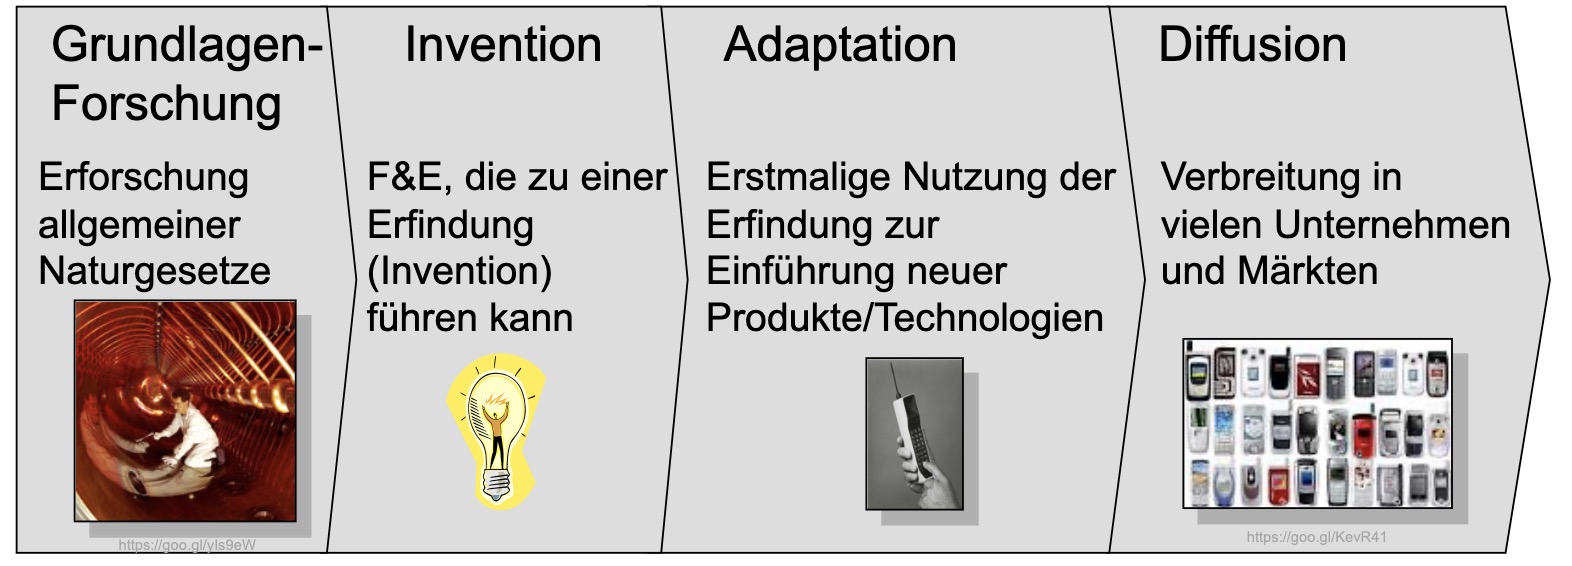 Grundlagen-
Forschung
Erforschung
allgemeiner
Naturgesetze
https://goo.gl/yls9eW
Invention
F&E, die zu einer
Erfindung
(Invention)
führen kann
Adaptation
Erstmalige Nutzung der
Erfindung zur
Einführung neuer
Produkte/Technologien
Diffusion
Verbreitung in
vielen Unternehmen
und Märkten
https://goo.gl/KevR41